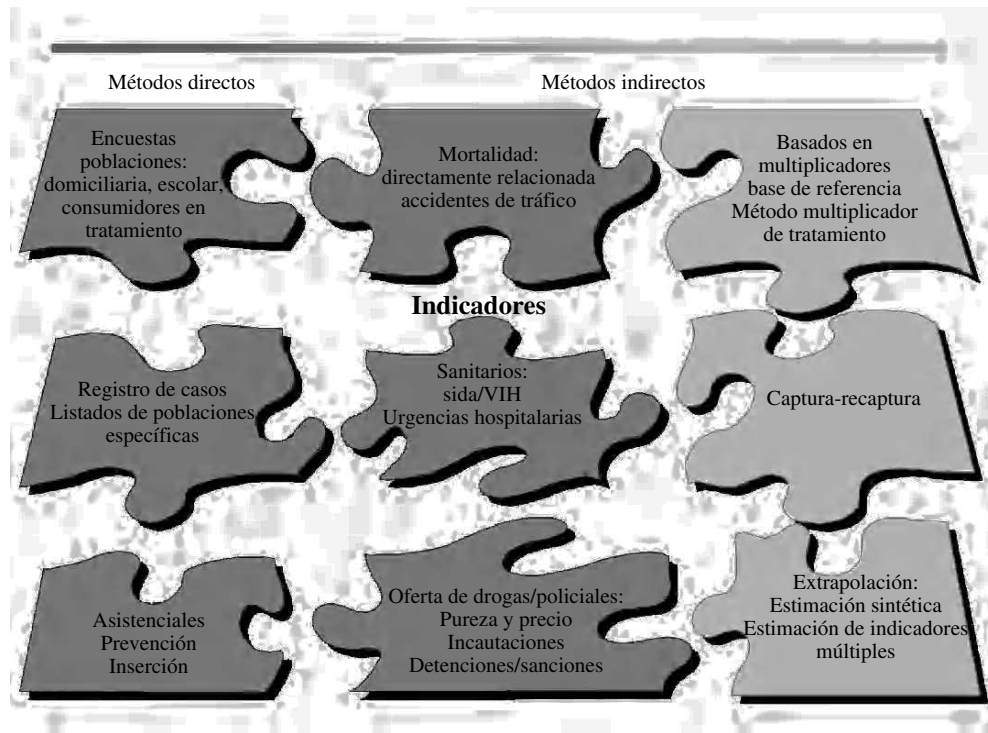 Métodos directos
Métodos indirectos
Encuestas
poblaciones:
domiciliaria, escolar,
consumidores en
tratamiento
Mortalidad:
directamente relacionada
accidentes de tráfico
Basados en
multiplicadores
base de referencia
Método multiplicador
de tratamiento
Indicadores
Registro de casos
Listados de poblaciones
específicas
Sanitarios:
sida/VIH
Urgencias hospitalarias
Captura-recaptura
Asistenciales
Prevención
Inserción
Oferta de drogas/policiales:
Pureza y precio
Incautaciones
Detenciones/sanciones
Extrapolación:
Estimación sintética
Estimación de indicadores
múltiples